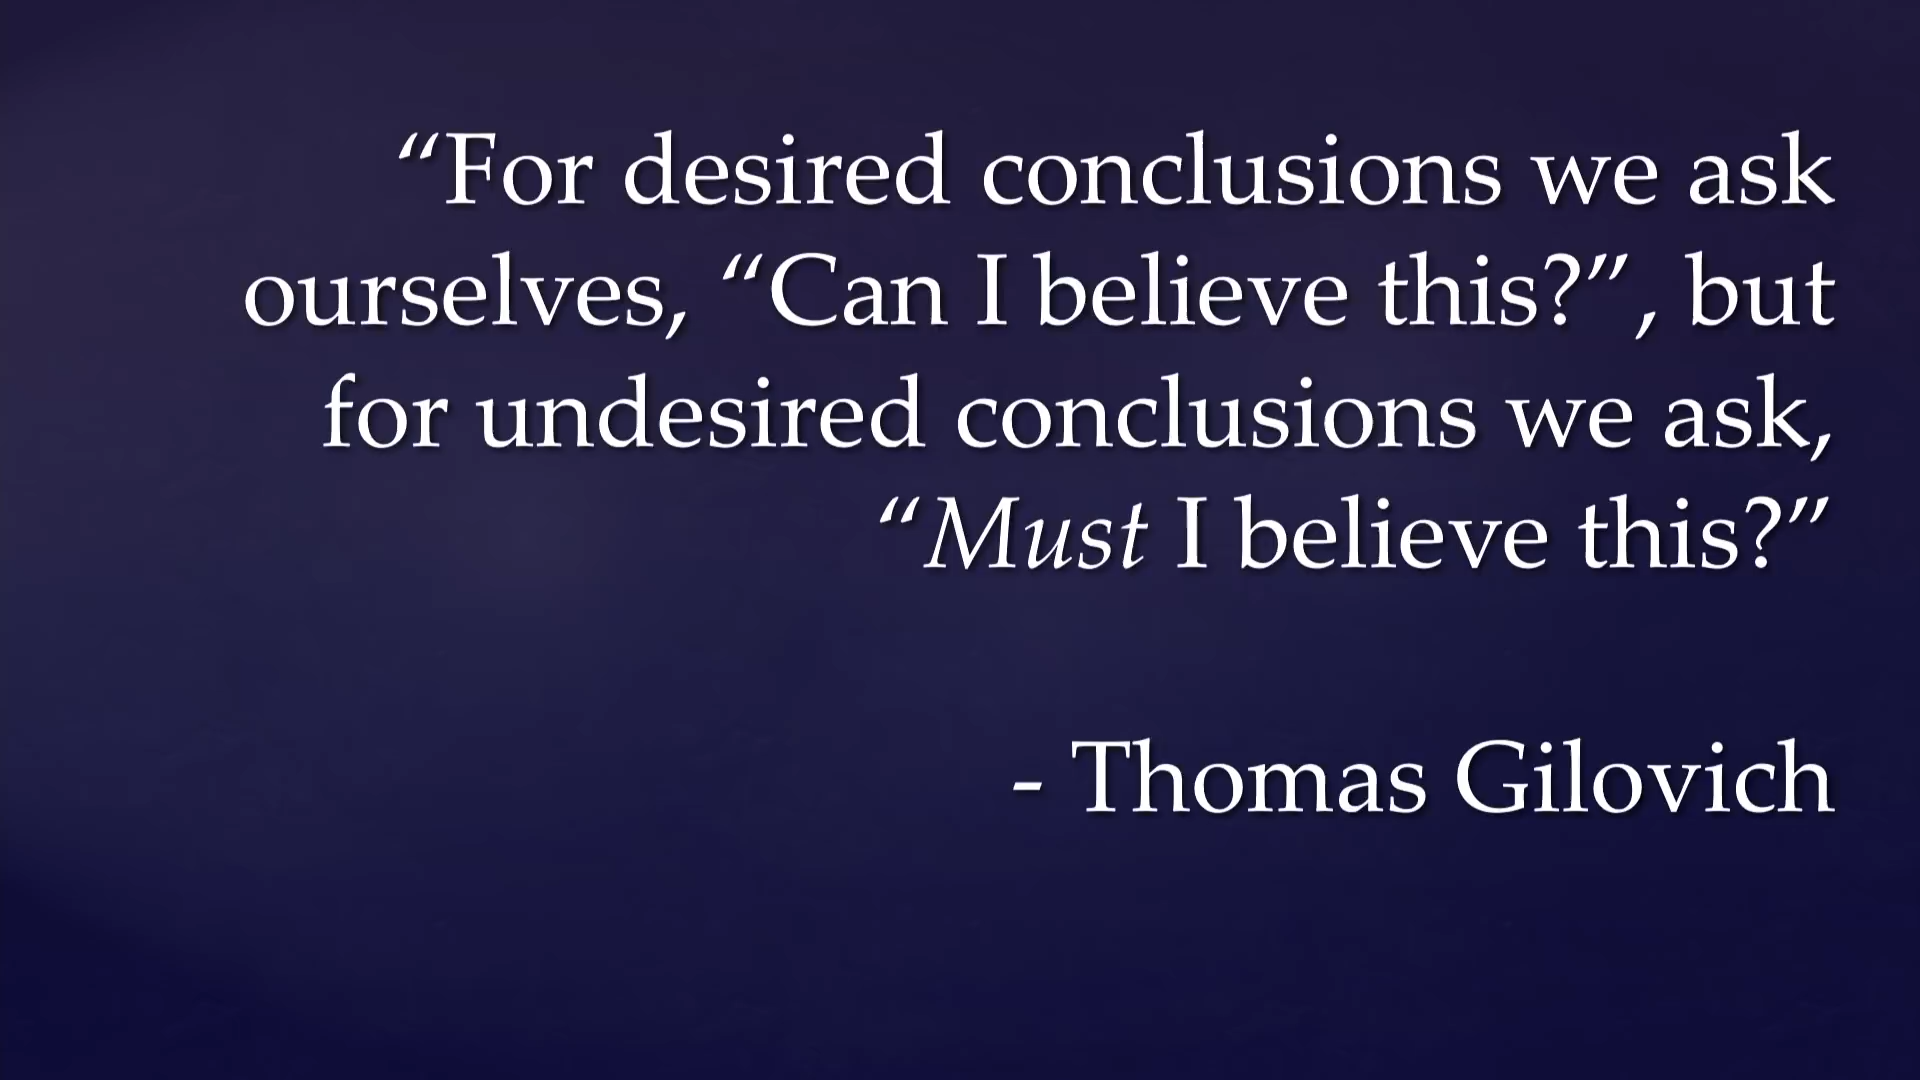 “For desired conclusions we ask
ourselves, “Can I believe this?”, but
for undesired conclusions we ask,
“Must I believe this?”
- Thomas Gilovich